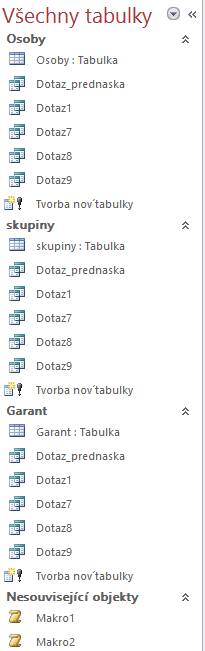 Všechny tabulky
Osoby
Osoby : Tabulka
Dotaz_prednaska
Dotaz1
Dotaz7
Dotaz8
Dotaz9
Tvorba nov´tabulky
skupiny
skupiny : Tabulka
Dotaz_prednaska
Dotaz1
Dotaz7
Dotaz8
Dotaz9
Tvorba nov´tabulky
Garant
Garant : Tabulka
Dotaz_prednaska
Dotaz1
Dotaz7
Dotaz8
Dotaz9
Tvorba nov´tabulky
Nesouvisející objekty
Makro1
Makro2